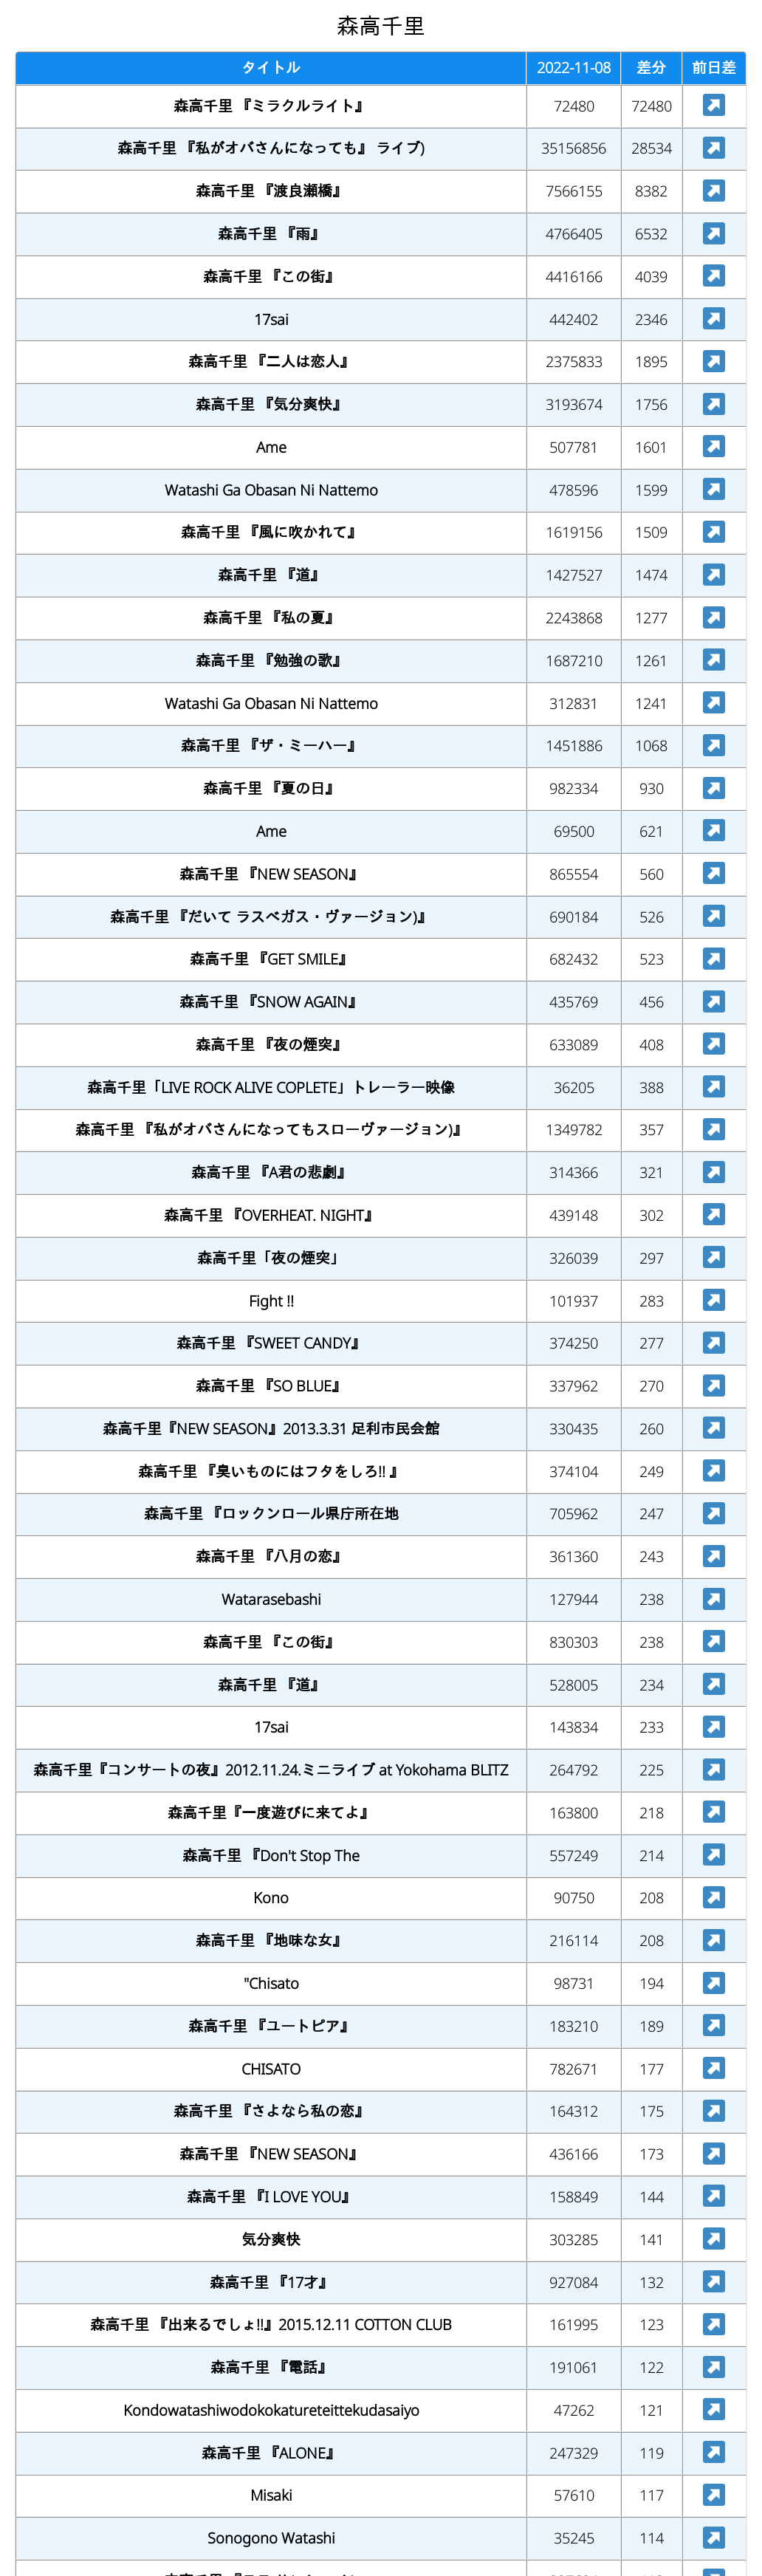 森高千里
タイトル 2022-11-08 差分 前日差
森高千里 『ミラクルライト』 72480 72480
森高千里 『私がオバさんになっても』 ライブ) 35156856 28534
森高千里 『渡良瀬橋』 7566155 8382
森高千里 『雨』 4766405 6532
森高千里 『この街』 4416166 4039
17sai 442402 2346
森高千里 『二人は恋人』 2375833 1895
森高千里 『気分爽快』 3193674 1756
Ame 507781 1601
Watashi Ga Obasan Ni Nattemo 478596 1599
森高千里 『風に吹かれて』 1619156 1509
森高千里 『道』 1427527 1474
森高千里 『私の夏』 2243868 1277
森高千里 『勉強の歌』 1687210 1261
Watashi Ga Obasan Ni Nattemo 312831 1241
森高千里 『ザ・ミーハー』 1451886 1068
森高千里 『夏の日』 982334 930
Ame 69500 621
森高千里 『NEW SEASON』 865554 560
森高千里 『だいて ラスベガス・ヴァージョン)』 690184 526
森高千里 『GET SMILE』 682432 523
森高千里 『SNOW AGAIN』 435769 456
森高千里 『夜の煙突』 633089 408
森高千里「LIVE ROCK ALIVE COPLETE」トレーラー映像 36205 388
森高千里 『私がオバさんになってもスローヴァージョン)』 1349782 357
森高千里 『A君の悲劇』 314366 321
森高千里 『OVERHEAT. NIGHT』 439148 302
森高千里「夜の煙突」 326039 297
Fight !! 101937 283
森高千里 『SWEET CANDY』 374250 277
森高千里 『SO BLUE』 337962 270
森高千里『NEW SEASON』2013.3.31 足利市民会館 330435 260
森高千里 『臭いものにはフタをしろ!! 』 374104 249
森高千里 『ロックンロール県庁所在地 705962 247
森高千里 『八月の恋』 361360 243
Watarasebashi 127944 238
森高千里 『この街』 830303 238
森高千里 『道』 528005 234
17sai 143834 233
森高千里『コンサートの夜』2012.11.24.ミニライブ at Yokohama BLITZ 264792 225
森高千里『一度遊びに来てよ』 163800 218
森高千里 『Don't Stop The 557249 214
Kono 90750 208
森高千里 『地味な女』 216114 208
"Chisato 98731 194
森高千里 『ユートピア』 183210 189
CHISATO 782671 177
森高千里 『さよなら私の恋』 164312 175
森高千里 『NEW SEASON』 436166 173
森高千里 『I LOVE YOU』 158849 144
気分爽快 303285 141
森高千里 『17才』 927084 132
森高千里 『出来るでしょ!!』2015.12.11 COTTON CLUB 161995 123
森高千里 『電話』 191061 122
Kondowatashiwodokokatureteittekudasaiyo 47262 121
森高千里 『ALONE』 247329 119
Misaki 57610 117
Sonogono Watashi 35245 114